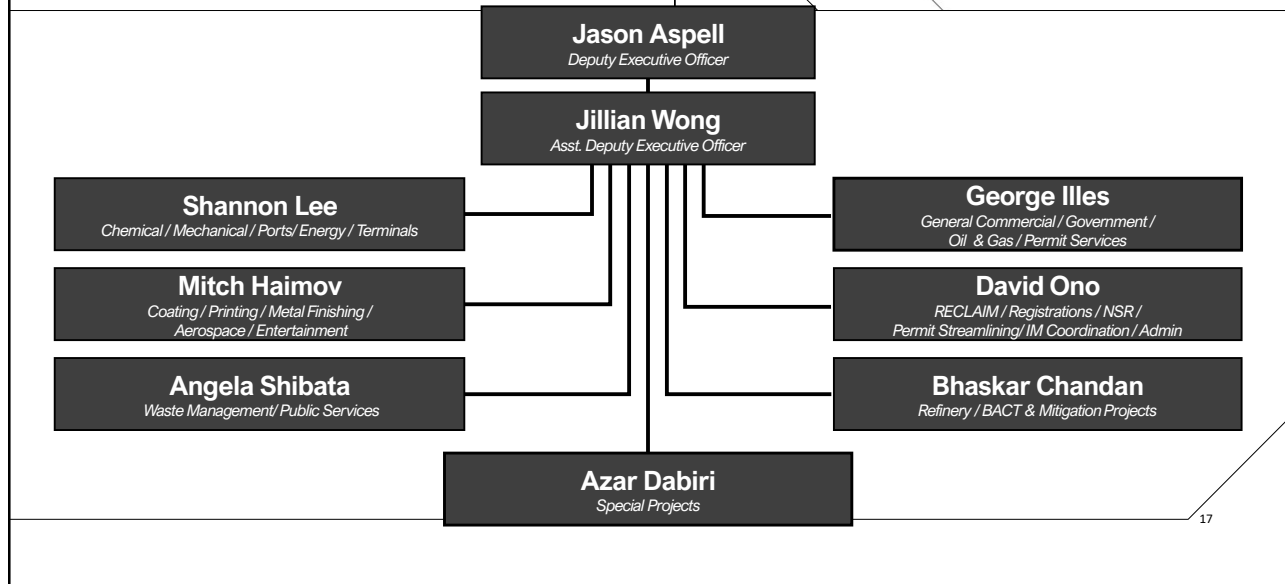 Jason Aspell
Deputy Executive Officer
Jillian Wong
Asst. Deputy Executive Officer
Shannon Lee
Chemical / Mechanical / Ports/ Energy / Terminals
Mitch Haimov
Coating / Printing / Metal Finishing /
Aerospace / Entertainment
Angela Shibata
Waste Management/ Public Services
George Illes
General Commercial / Government /
Oil & Gas / Permit Services
David Ono
RECLAIM / Registrations / NSR /
Permit Streamlining/ IM Coordination / Admin
Bhaskar Chandan
Refinery / BACT & Mitigation Projects
Azar Dabiri
Special Projects
17